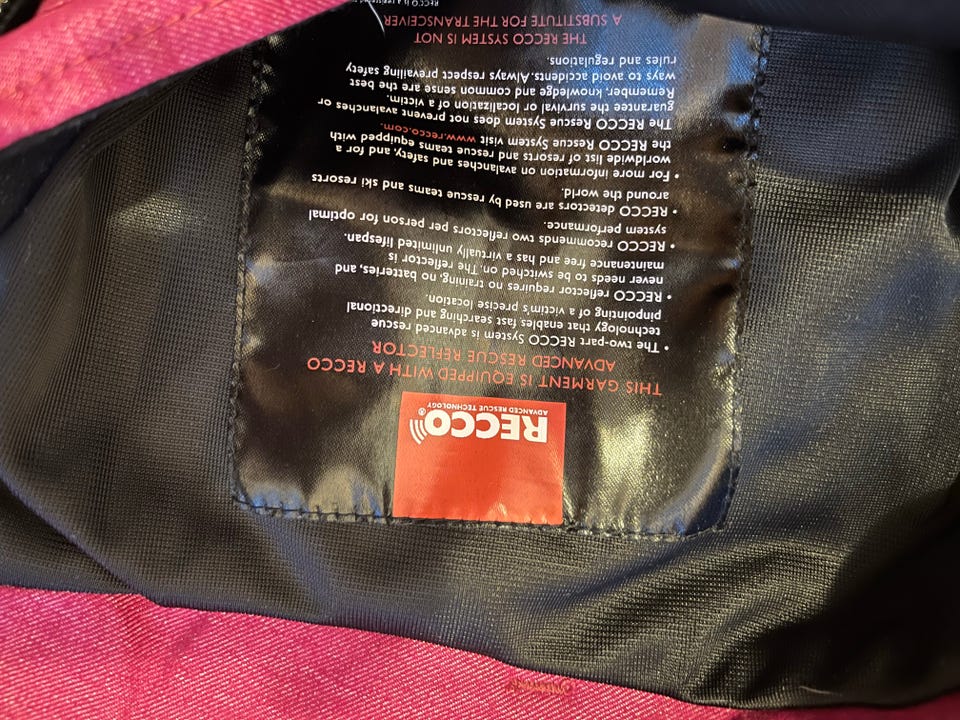 RECCO®
ADVANCED RESCUE TECHNOLOGY
THIS GARMENT IS EQUIPPED WITH A RECCO
ADVANCED RESCUE REFLECTOR
• The two-part RECCO System is advanced rescue
technology that enables fast searching and directional
pinpointing of a victim's precise location.
• RECCO reflector requires no training, no batteries, and
never needs to be switched on. The reflector is
maintenance free and has a virtually unlimited lifespan.
• RECCO recommends two reflectors per person for optimal
system performance.
• RECCO detectors are used by rescue teams and ski resorts
around the world.
• For more information on avalanches and safety, and for a
worldwide list of resorts and rescue teams equipped with
the RECCO Rescue System visit www.recco.com.
The RECCO Rescue System does not prevent avalanches or
guarantee the survival or localization of a victim.
Remember, knowledge and common sense are the best
ways to avoid accidents. Always respect prevailing safety
rules and regulations.
THE RECCO SYSTEM IS NOT
A SUBSTITUTE FOR THE TRANSCEIVER
RECCO is a registered